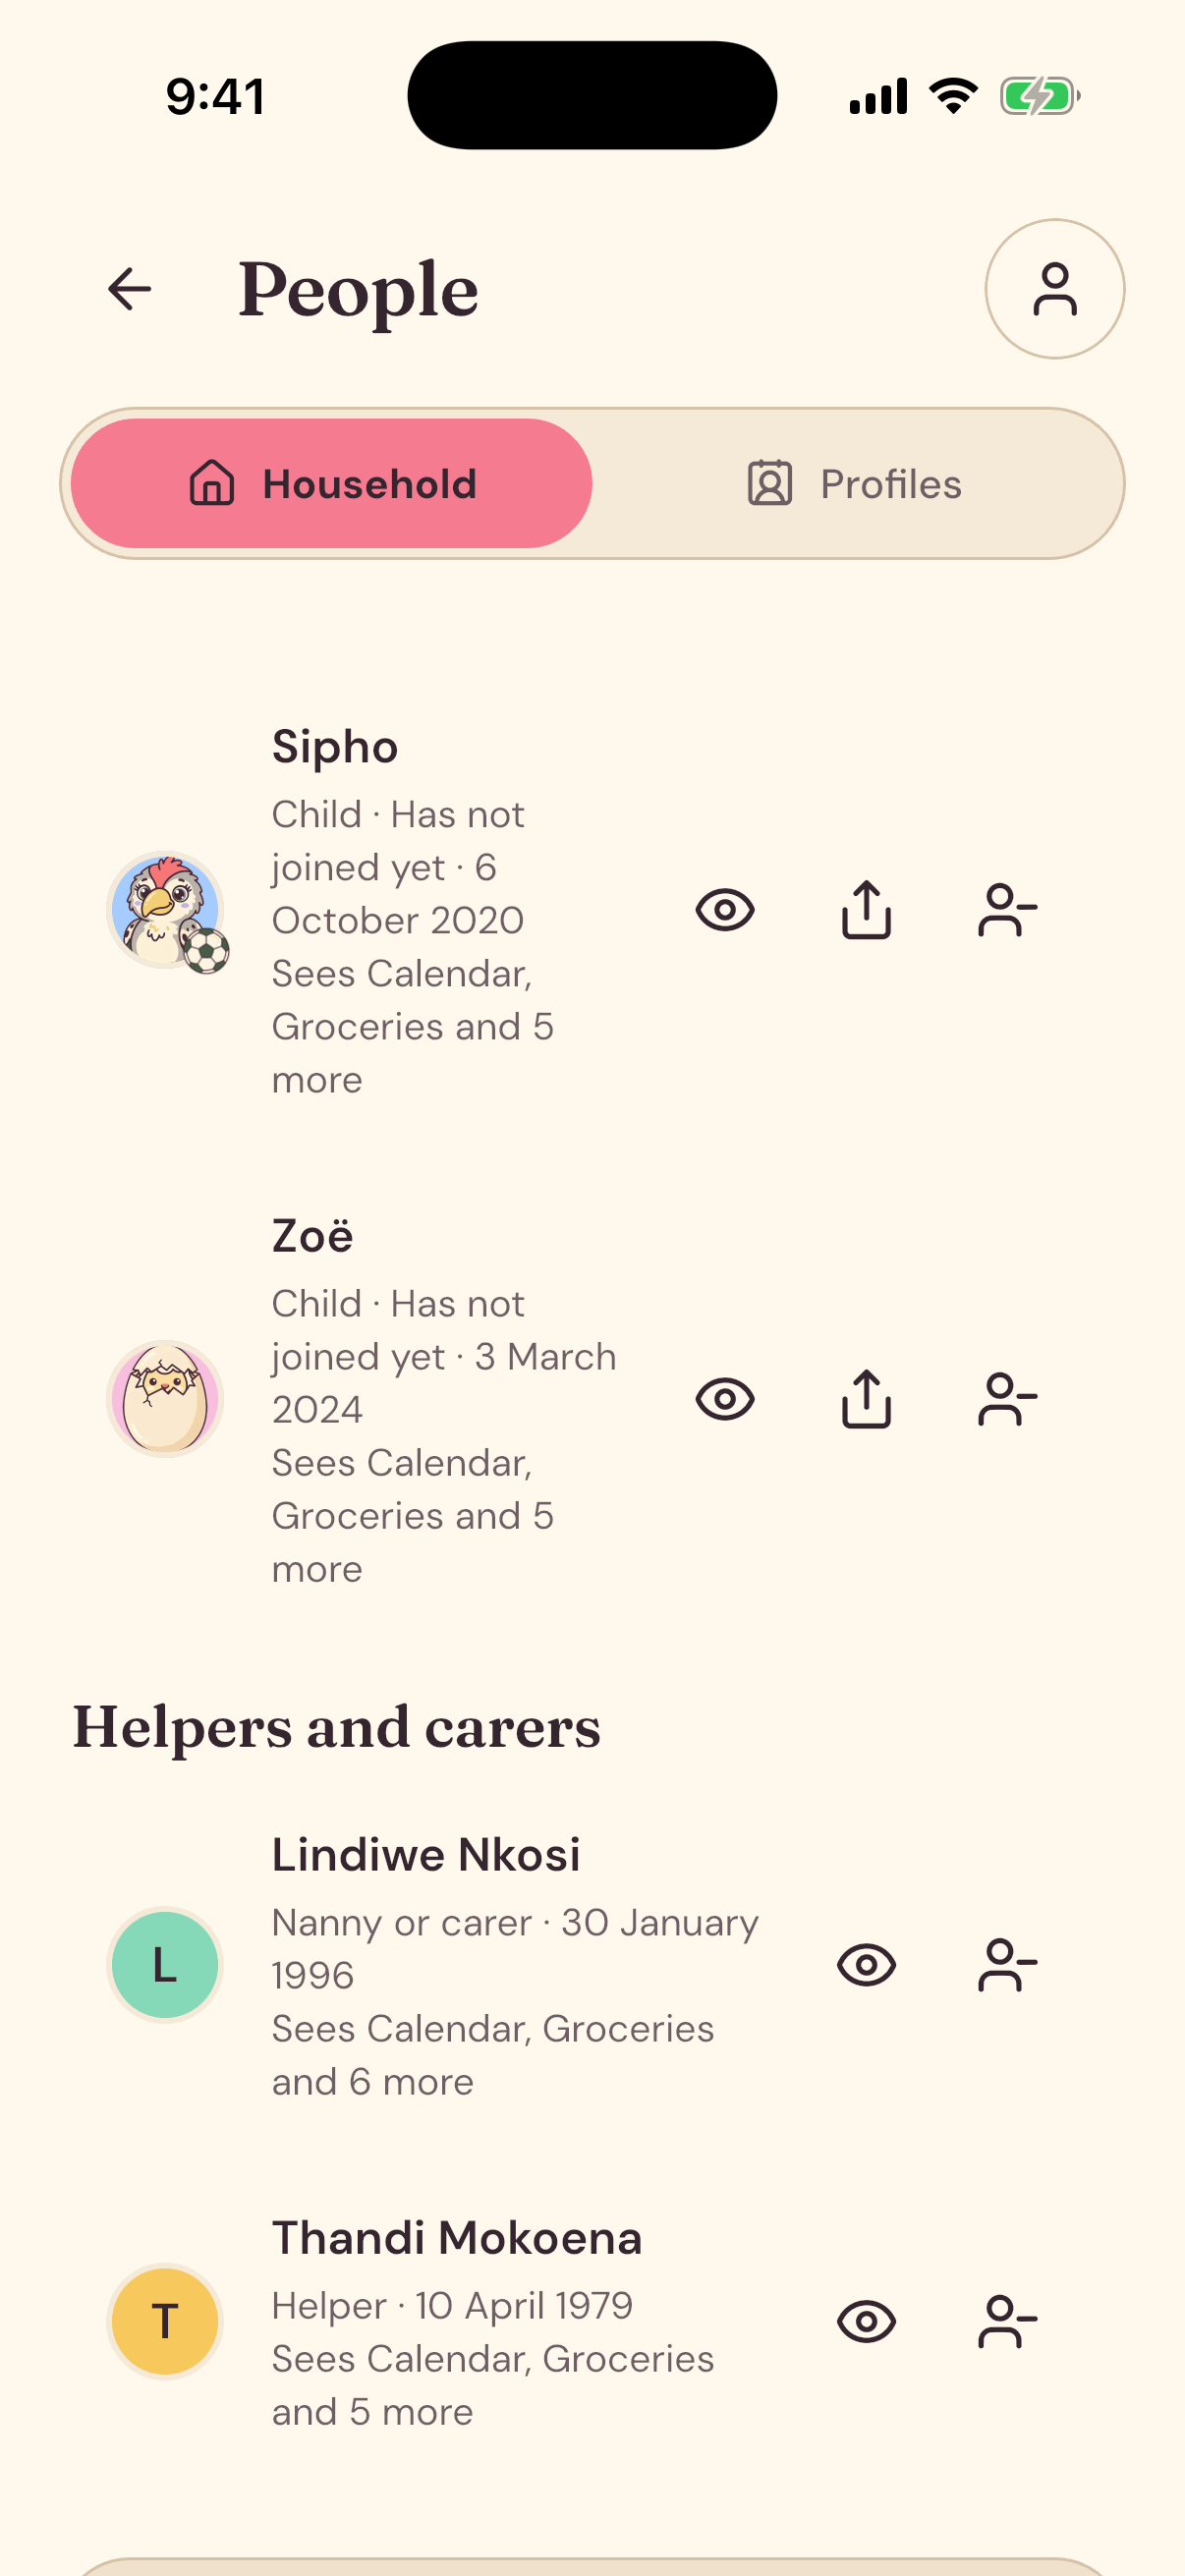 9:41
People
Household
Profiles
Sipho
Child · Has not
joined yet · 6
October 2020
Sees Calendar,
Groceries and 5
more
Zoë
Child · Has not
joined yet · 3 March
2024
Sees Calendar,
Groceries and 5
more
Helpers and carers
Lindiwe Nkosi
L
Nanny or carer · 30 January
1996
Sees Calendar, Groceries
and 6 more
Thandi Mokoena
T
Helper · 10 April 1979
Sees Calendar, Groceries
and 5 more